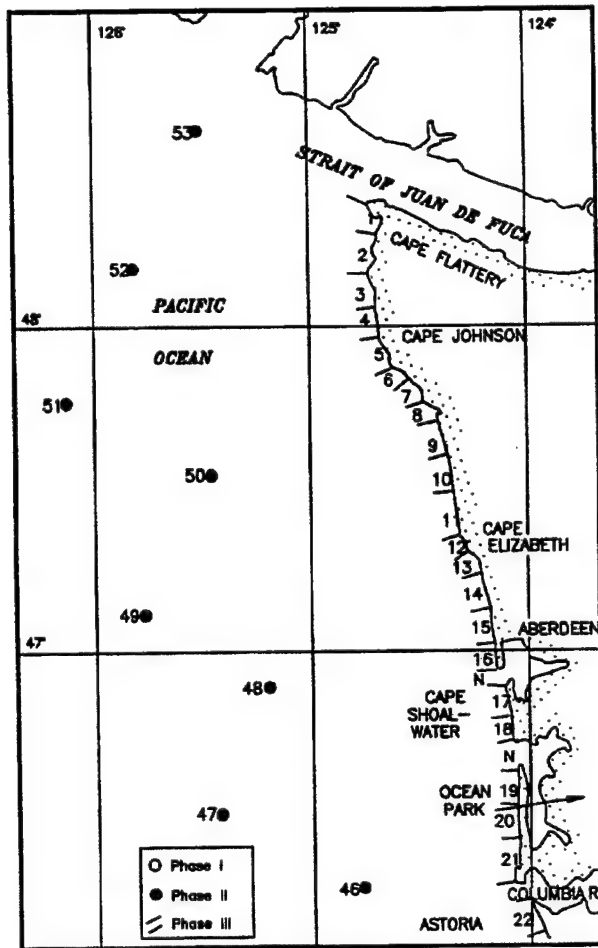 126°
125°
124°
53
STRAIT OF JUAN DE FUCA
1
CAPE FLATTERY
2
52
3
PACIFIC
4
48°
CAPE JOHNSON
OCEAN
5
6
7
51
8
9
50
10
11
CAPE
ELIZABETH
12
13
14
49
15
ABERDEEN
47°
16
N
48
17
CAPE
SHOAL-
WATER
18
N
OCEAN
PARK
19
47
20
Phase I
21
Phase II
46
COLUMBIA R
Phase III
ASTORIA
22